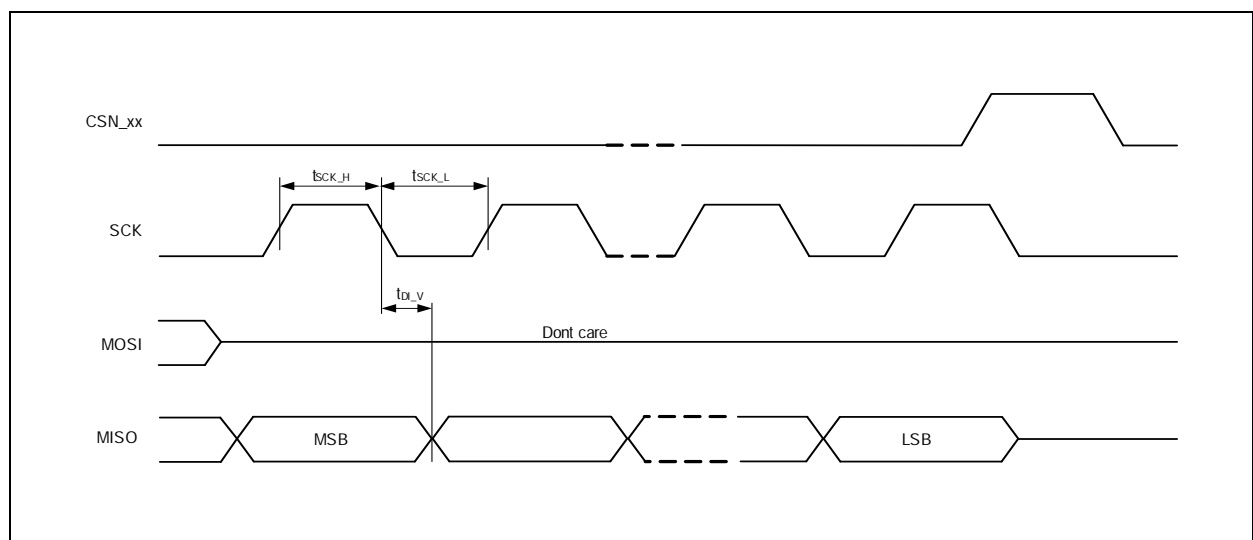 CSN_xx
tSCK_H
tSCK_L
SCK
tDI_V
Dont care
MOSI
MISO
MSB
LSB